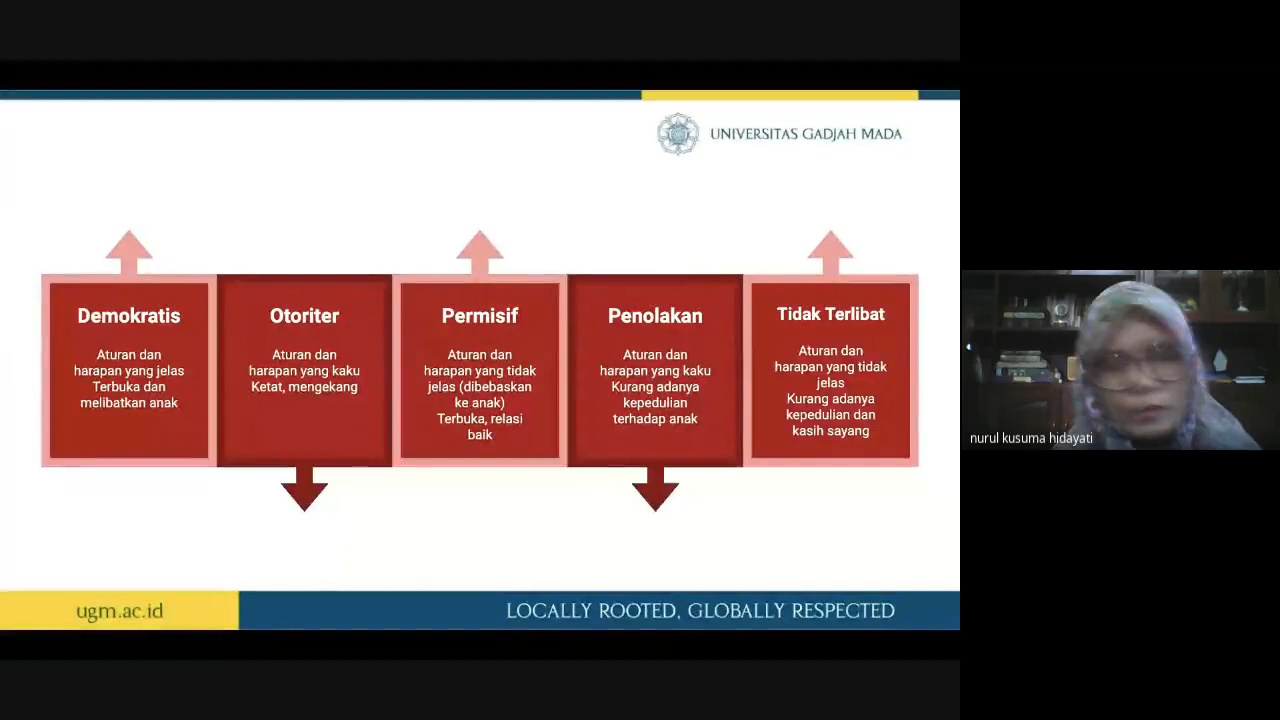 UNIVERSITAS GADJAH MADA
Demokratis
Aturan dan
harapan yang jelas
Terbuka dan
melibatkan anak
Otoriter
Aturan dan
harapan yang kaku
Ketat, mengekang
Permisif
Aturan dan
harapan yang tidak
jelas (dibebaskan
ke anak)
Terbuka, relasi
baik
Penolakan
Aturan dan
harapan yang kaku
Kurang adanya
kepedulian
terhadap anak
Tidak Terlibat
Aturan dan
harapan yang tidak
jelas
Kurang adanya
kepedulian dan
kasih sayang
nurul kusuma hidayati
ugm.ac.id
LOCALLY ROOTED, GLOBALLY RESPECTED